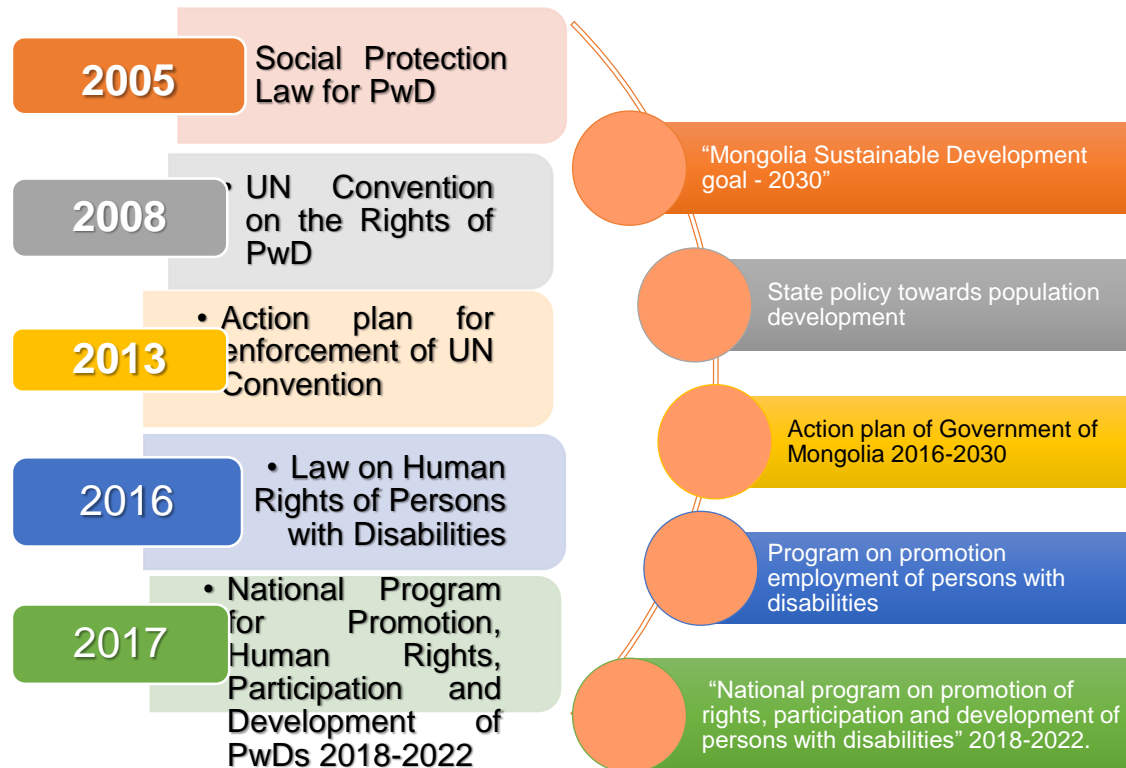 2005
Social Protection
Law for PwD
2008
• UN Convention
on the Rights of
PwD
2013
• Action plan for
enforcement of UN
Convention
2016
• Law on Human
Rights of Persons
with Disabilities
2017
• National Program
for Promotion,
Human Rights,
Participation and
Development of
PwDs 2018-2022
“Mongolia Sustainable Development
goal - 2030”
State policy towards population
development
Action plan of Government of
Mongolia 2016-2030
Program on promotion
employment of persons with
disabilities
“National program on promotion of
rights, participation and development of
persons with disabilities” 2018-2022.